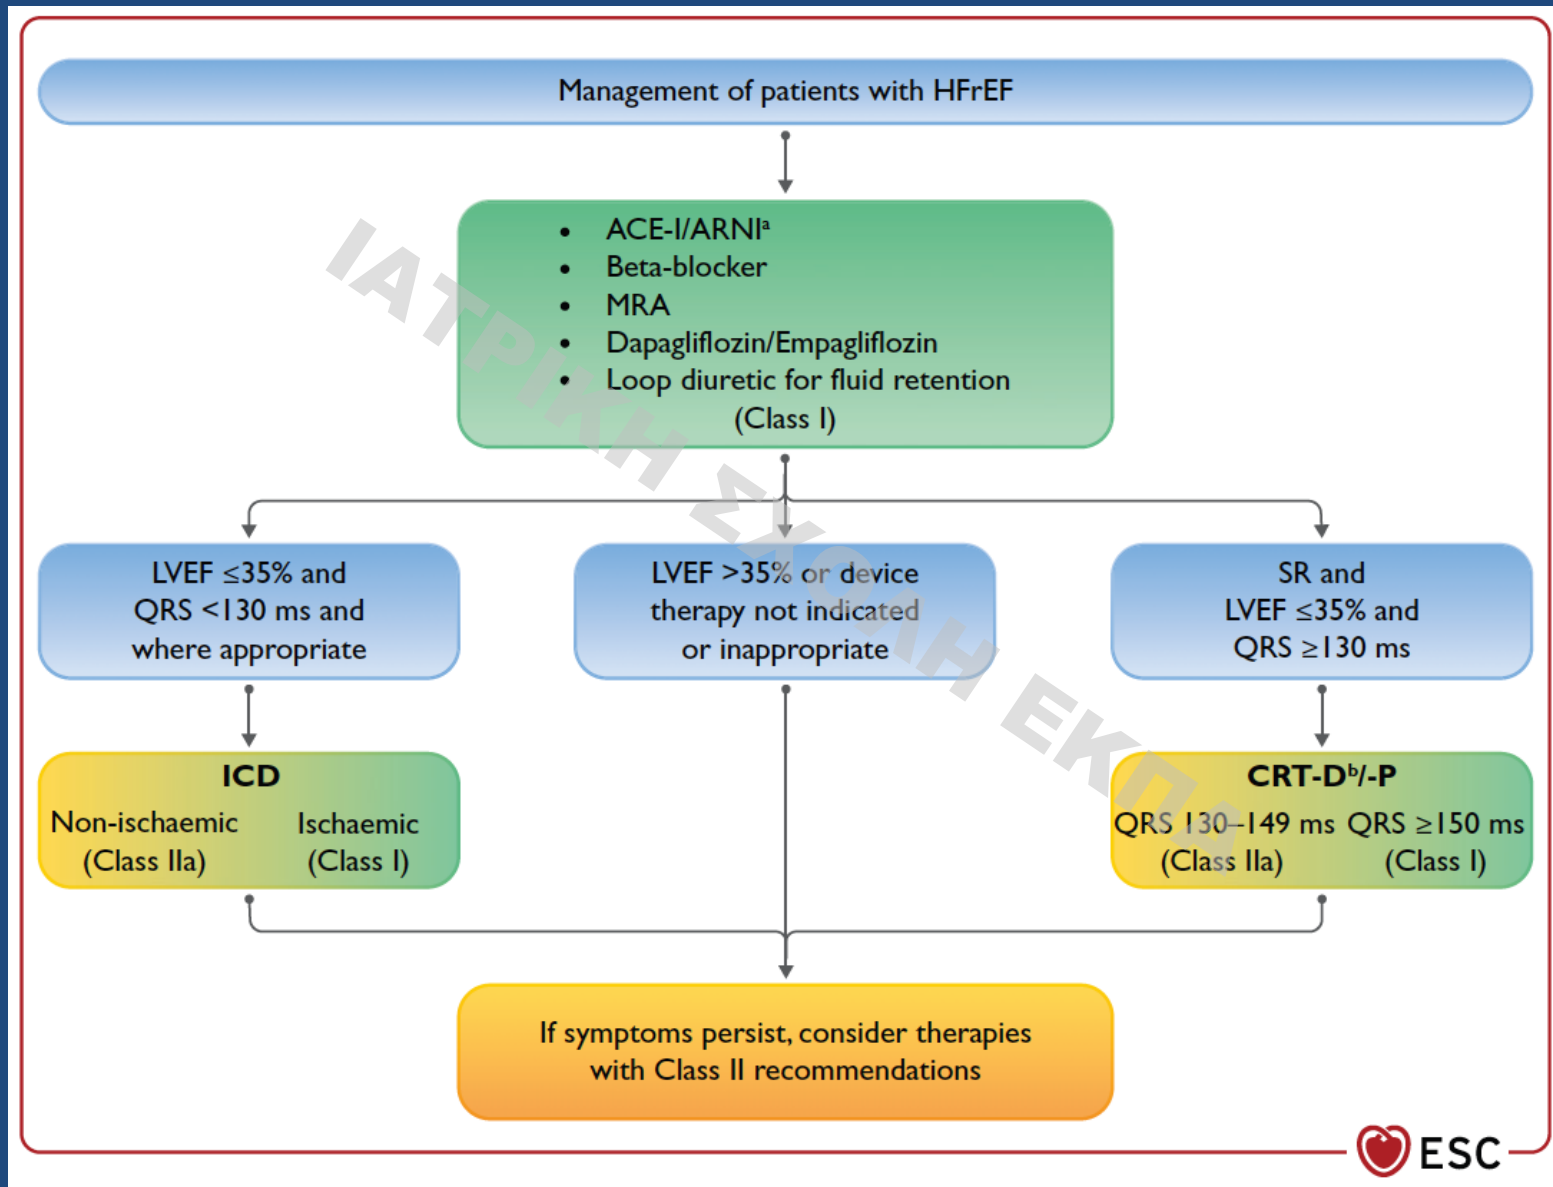 Management of patients with HFrEF
• ACE-I/ARNIᵃ
• Beta-blocker
• MRA
• Dapagliflozin/Empagliflozin
• Loop diuretic for fluid retention
(Class I)
LVEF ≤35% and
QRS <130 ms and
where appropriate
LVEF >35% or device
therapy not indicated
or inappropriate
SR and
LVEF ≤35% and
QRS ≥130 ms
ICD
Non-ischaemic
(Class IIa)
Ischaemic
(Class I)
CRT-Dᵇ/-P
QRS 130–149 ms
(Class IIa)
QRS ≥150 ms
(Class I)
If symptoms persist, consider therapies
with Class II recommendations
ESC
ΙΑΤΡΙΚΗ ΣΧΟΛΗ ΕΚΠΑ